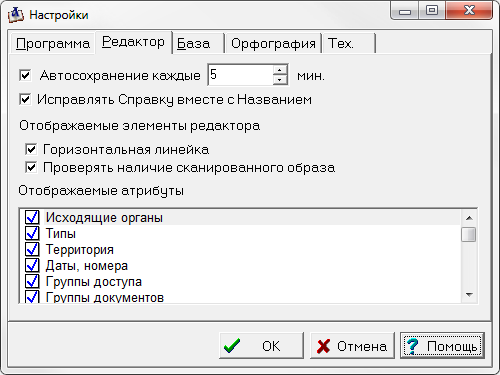 Настройки
Программа Редактор База Орфография Тех.
Автосохранение каждые 5 мин.
Исправлять Справку вместе с Названием
Отображаемые элементы редактора
Горизонтальная линейка
Проверять наличие сканированного образа
Отображаемые атрибуты
Исходящие органы
Типы
Территория
Даты, номера
Группы доступа
Группы документов
OK Отмена ? Помощь